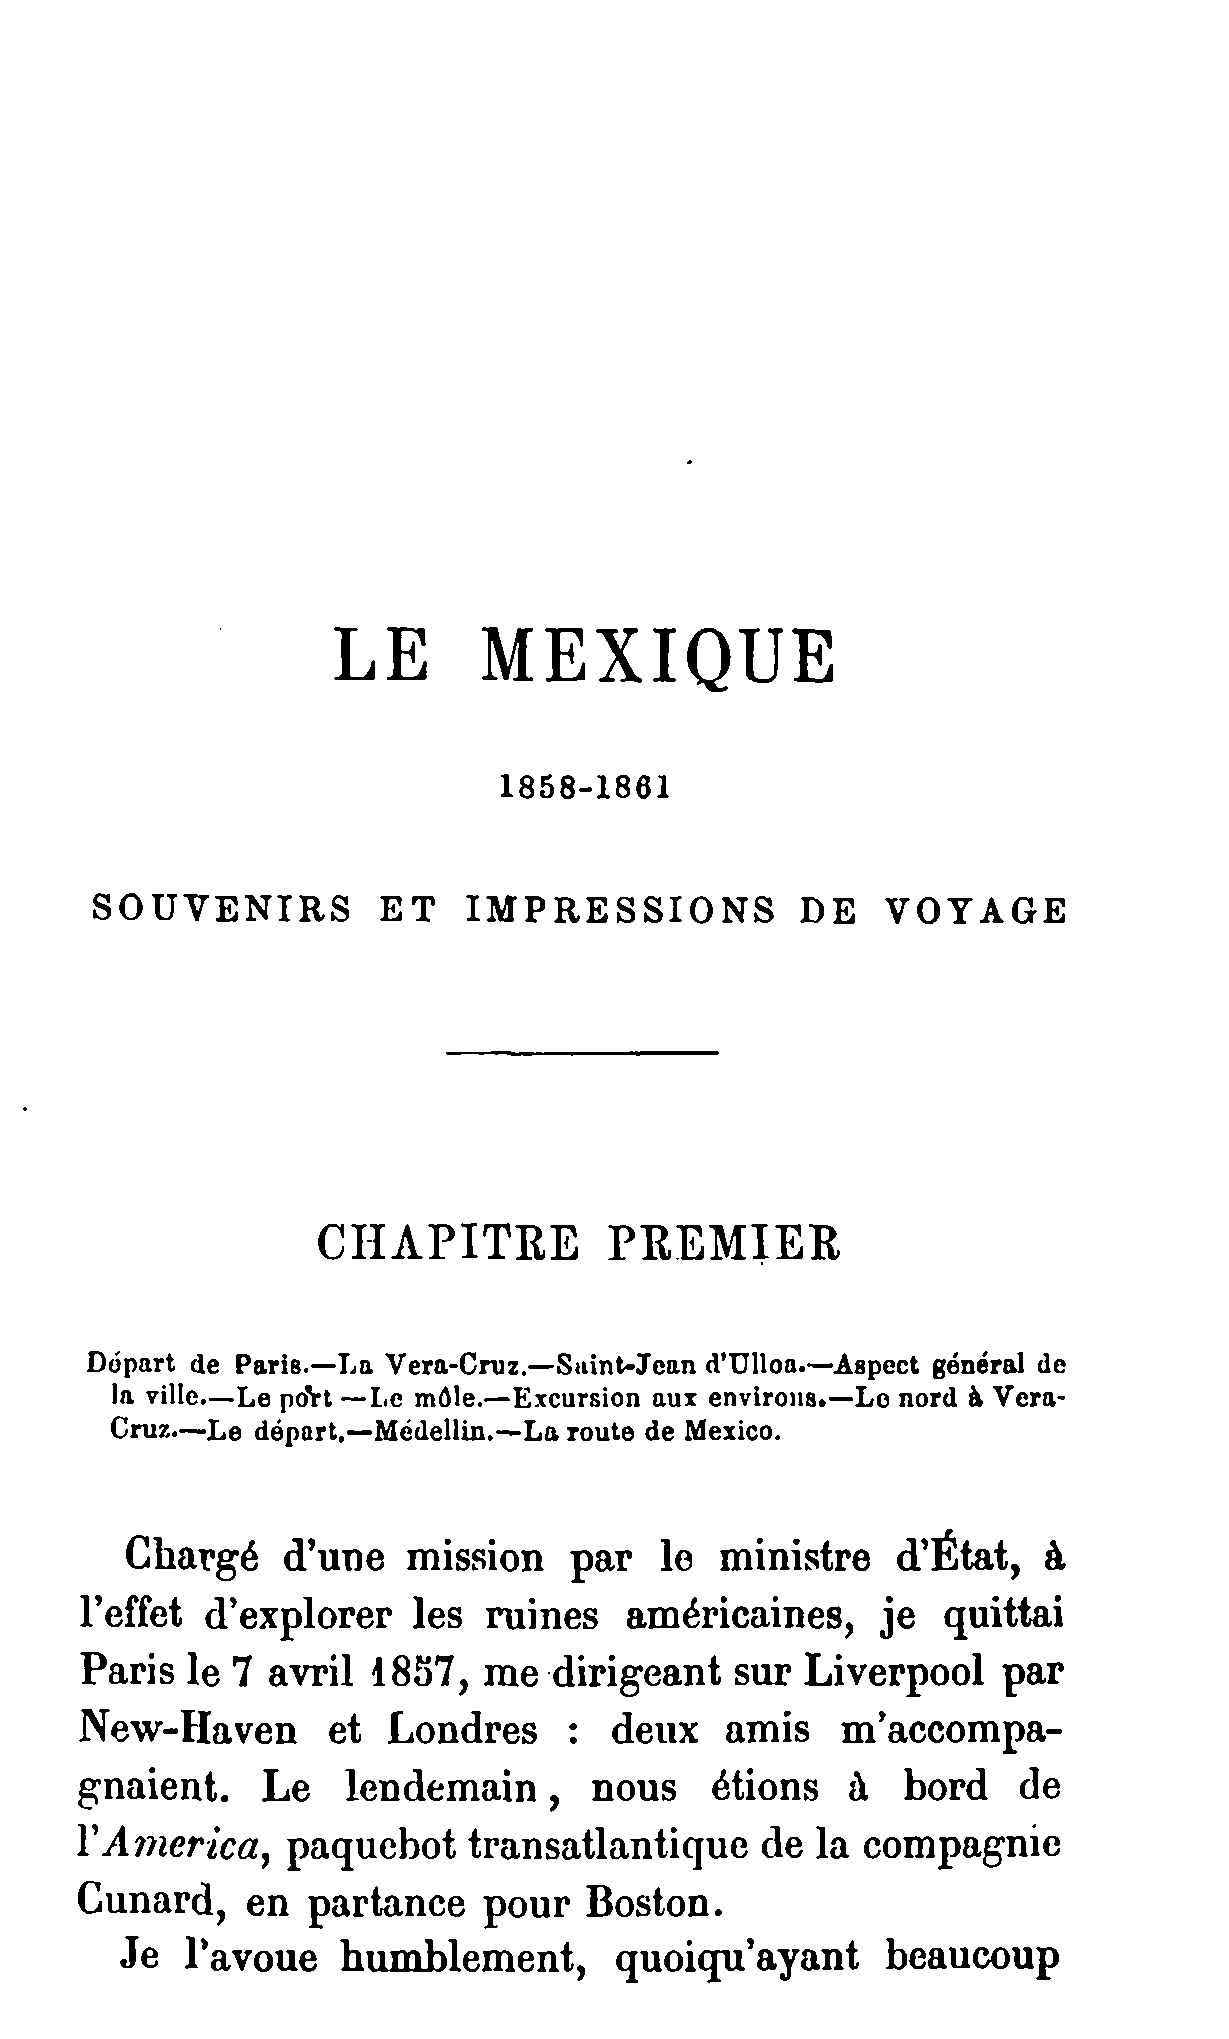 LE MEXIQUE
1858-1861
SOUVENIRS ET IMPRESSIONS DE VOYAGE
CHAPITRE PREMIER
Départ de Paris.—La Vera-Cruz.—Saint-Jean d'Ulloa.—Aspect général de
la ville.—Le port—Le môle.—Excursion aux environs.—Le nord à Vera-
Cruz.—Le départ.—Médellin.—La route de Mexico.
Chargé d'une mission par le ministre d'État, à
l'effet d'explorer les ruines américaines, je quittai
Paris le 7 avril 1857, me dirigeant sur Liverpool par
New-Haven et Londres : deux amis m'accompa-
gnaient. Le lendemain, nous étions à bord de
l'America, paquebot transatlantique de la compagnie
Cunard, en partance pour Boston.
Je l'avoue humblement, quoiqu'ayant beaucoup